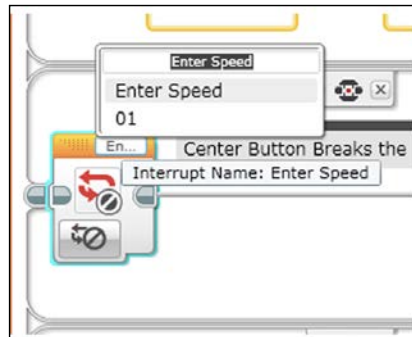 Enter Speed
Enter Speed
01
En...
Center Button Breaks the
Interrupt Name: Enter Speed